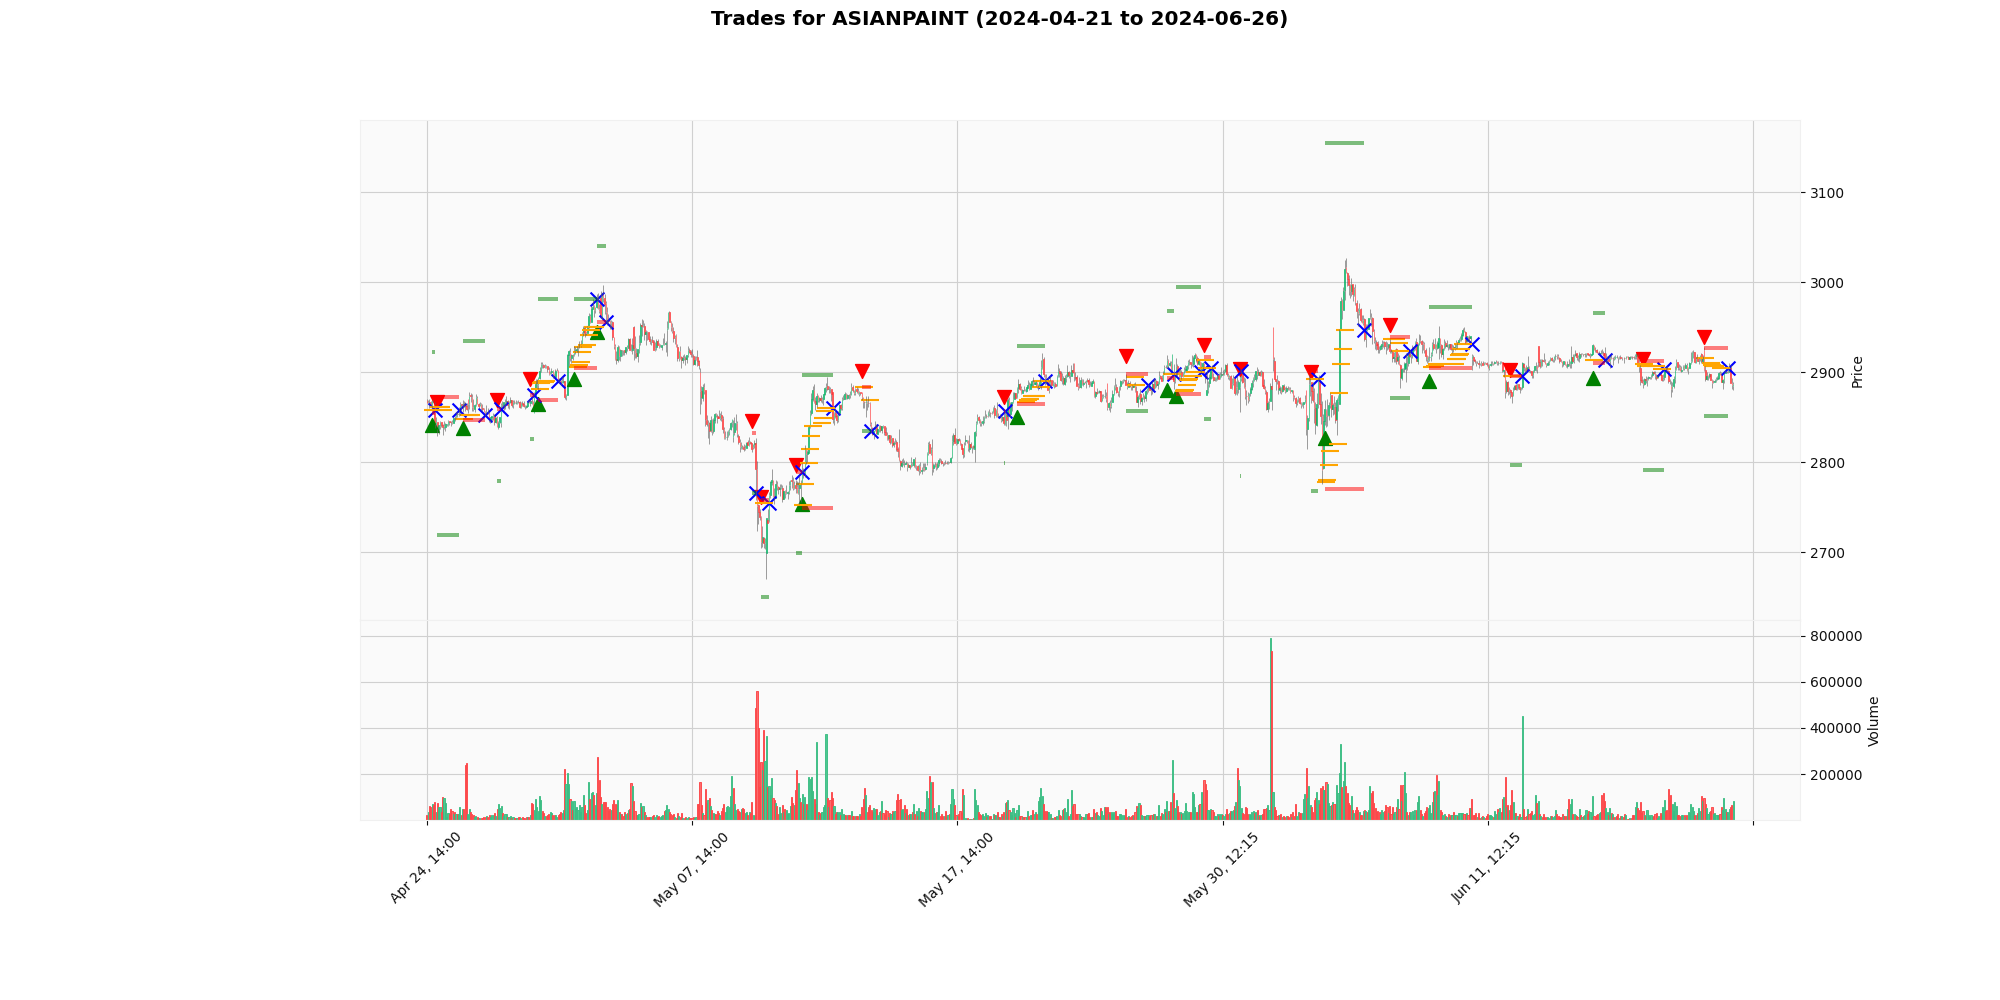 Trades for ASIANPAINT (2024-04-21 to 2024-06-26)
3100
3000
2900
2800
2700
Price
800000
600000
400000
200000
Volume
Apr 24, 14:00
May 07, 14:00
May 17, 14:00
May 30, 12:15
Jun 11, 12:15